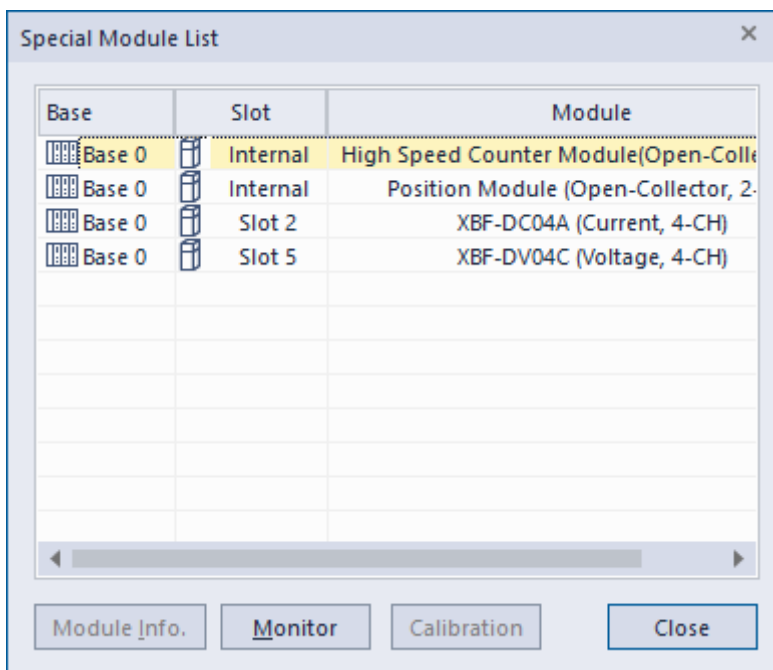 Special Module List
Base Slot Module
Base 0 Internal High Speed Counter Module(Open-Colle
Base 0 Internal Position Module (Open-Collector, 2-
Base 0 Slot 2 XBF-DC04A (Current, 4-CH)
Base 0 Slot 5 XBF-DV04C (Voltage, 4-CH)
Module Info. Monitor Calibration Close